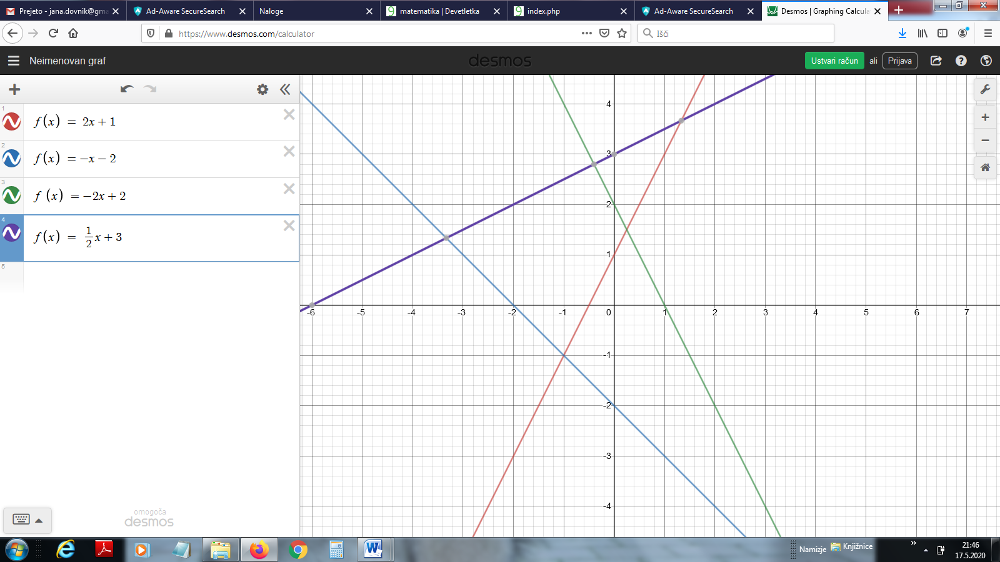 Prejeto - jana.dovnik@gma
Ad-Aware SecureSearch
Naloge
matematika | Devetletka
index.php
Ad-Aware SecureSearch
Desmos | Graphing Calcula
https://www.desmos.com/calculator
Išči
Neimenovan graf
desmos
Ustvari račun
ali
Prijava
1
f(x) = 2x + 1
2
f(x) = -x - 2
3
f(x) = -2x + 2
4
f(x) = 1/2 x + 3
5
omogoča
desmos
4
3
2
1
-6 -5 -4 -3 -2 -1 0 1 2 3 4 5 6 7
-1
-2
-3
-4
Namizje
Knjižnice
»
21:46
17.5.2020